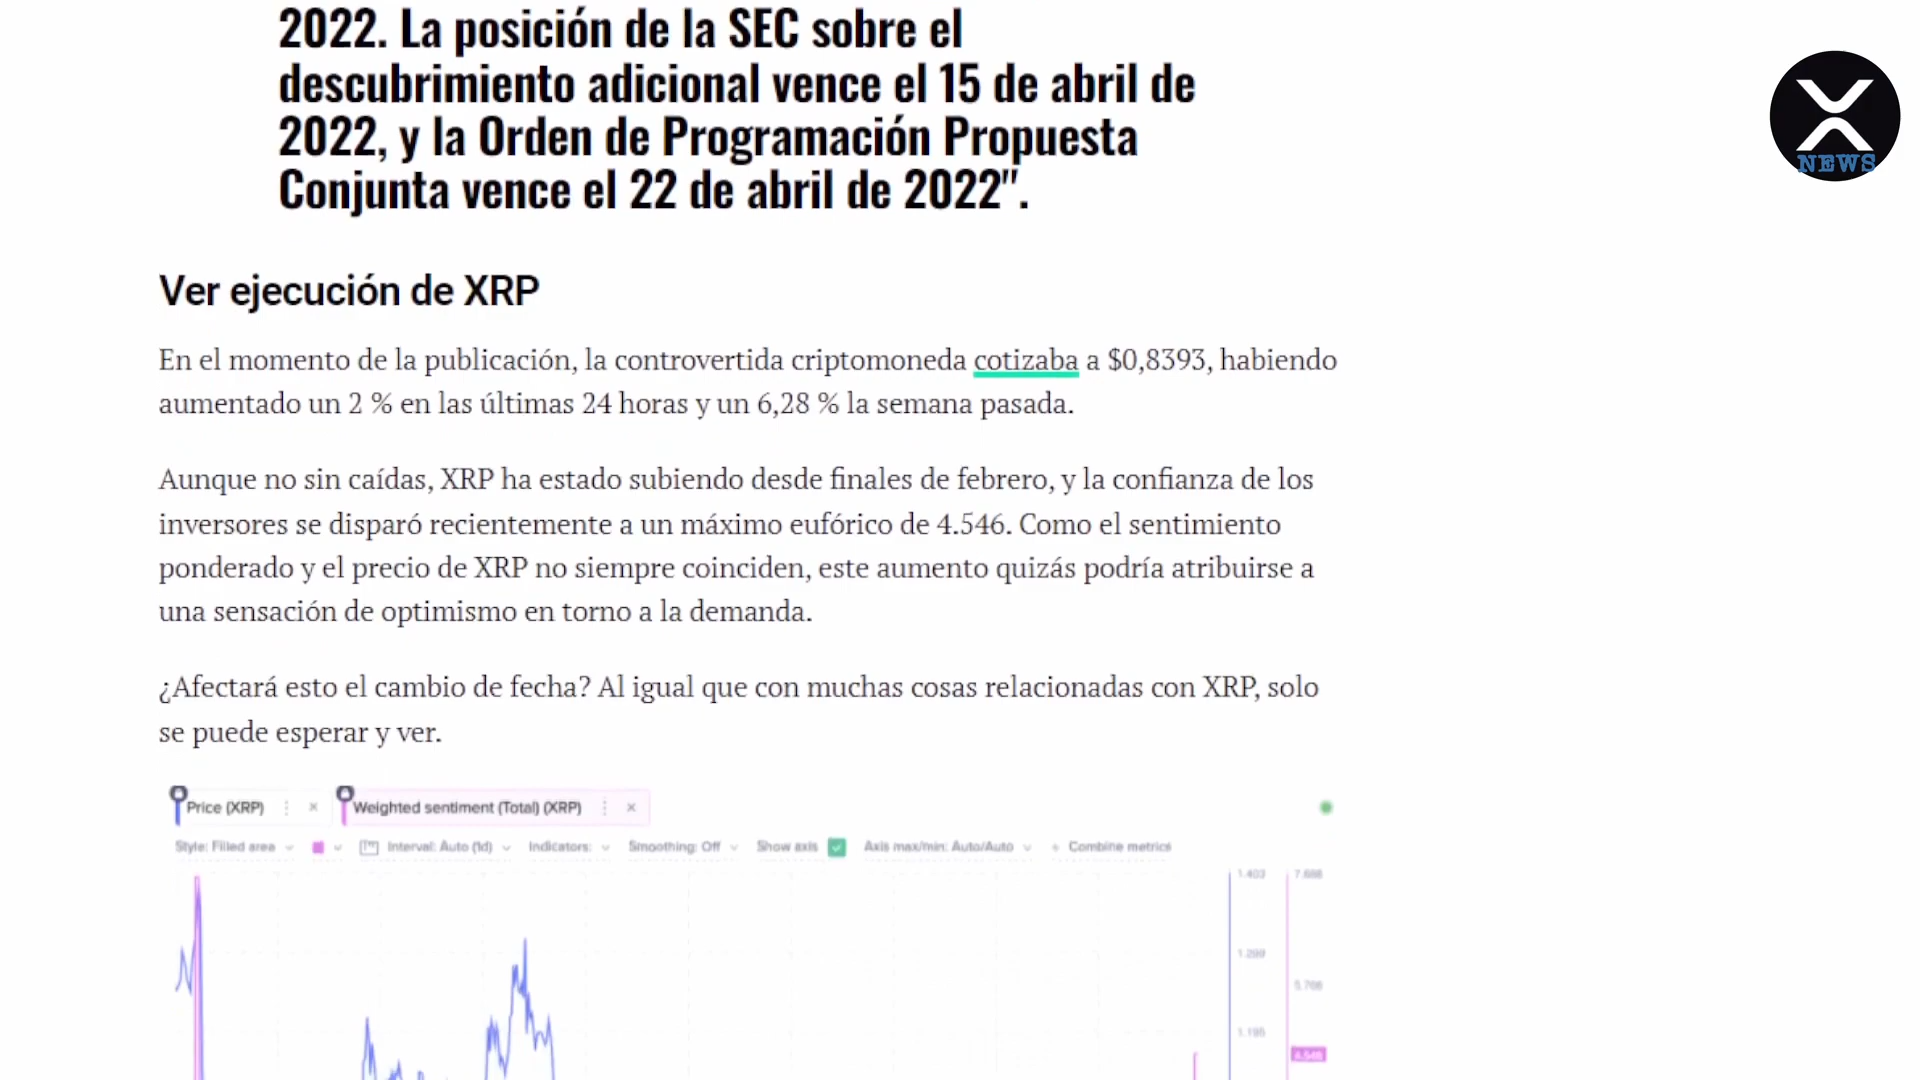 2022. La posición de la SEC sobre el
descubrimiento adicional vence el 15 de abril de
2022, y la Orden de Programación Propuesta
Conjunta vence el 22 de abril de 2022".
NEWS
Ver ejecución de XRP
En el momento de la publicación, la controvertida criptomoneda cotizaba a $0,8393, habiendo
aumentado un 2 % en las últimas 24 horas y un 6,28 % la semana pasada.
Aunque no sin caídas, XRP ha estado subiendo desde finales de febrero, y la confianza de los
inversores se disparó recientemente a un máximo eufórico de 4.546. Como el sentimiento
ponderado y el precio de XRP no siempre coinciden, este aumento quizás podría atribuirse a
una sensación de optimismo en torno a la demanda.
¿Afectará esto el cambio de fecha? Al igual que con muchas cosas relacionadas con XRP, solo
se puede esperar y ver.
Price (XRP)
Weighted sentiment (Total) (XRP)
Style: Filled area
Interval: Auto (1d)
Indicators:
Smoothing: Off
Show axis
Axis max/min: Auto/Auto
+ Combine metrics
1.403
1.299
1.195